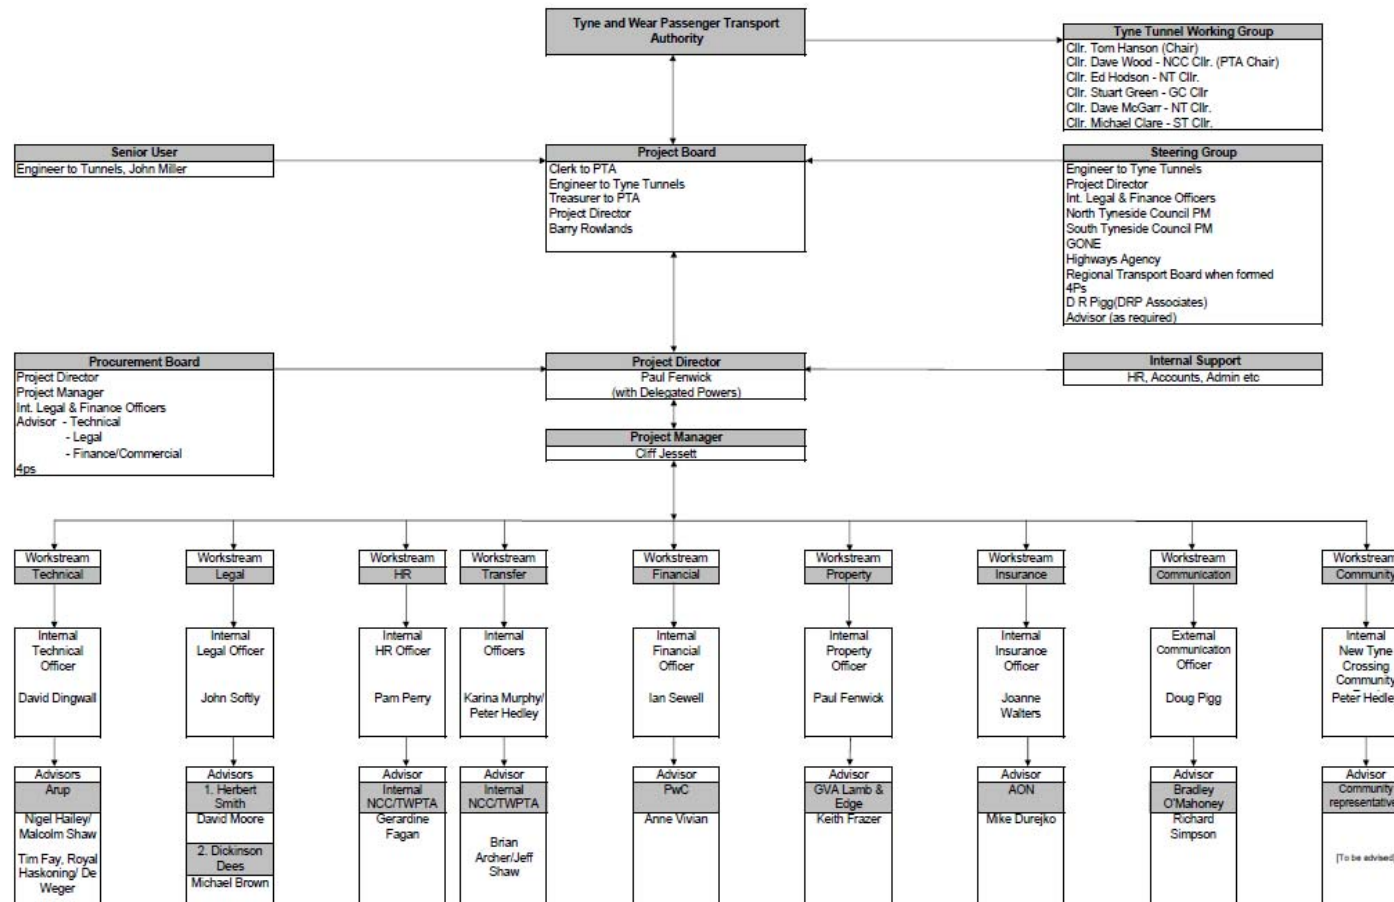 Tyne and Wear Passenger Transport
Authority
Tyne Tunnel Working Group
Cllr. Tom Hanson (Chair)
Cllr. Dave Wood - NCC Cllr. (PTA Chair)
Cllr. Ed Hodson - NT Cllr.
Cllr. Stuart Green - GC Cllr
Cllr. Dave McGarr - NT Cllr.
Cllr. Michael Clare - ST Cllr.
Senior User
Engineer to Tunnels, John Miller
Project Board
Clerk to PTA
Engineer to Tyne Tunnels
Treasurer to PTA
Project Director
Barry Rowlands
Steering Group
Engineer to Tyne Tunnels
Project Director
Int. Legal & Finance Officers
North Tyneside Council PM
South Tyneside Council PM
GONE
Highways Agency
Regional Transport Board when formed
4Ps
D R Pigg(DRP Associates)
Advisor (as required)
Procurement Board
Project Director
Project Manager
Int. Legal & Finance Officers
Advisor - Technical
- Legal
- Finance/Commercial
4ps
Project Director
Paul Fenwick
(with Delegated Powers)
Internal Support
HR, Accounts, Admin etc
Project Manager
Cliff Jessett
Workstream
Technical
Internal
Technical
Officer
David Dingwall
Advisors
Arup
Nigel Hailey/
Malcolm Shaw
Tim Fay, Royal
Haskoning/ De
Weger
Workstream
Legal
Internal
Legal Officer
John Softly
Advisors
1. Herbert
Smith
David Moore
2. Dickinson
Dees
Michael Brown
Workstream
HR
Internal
HR Officer
Pam Perry
Advisor
Internal
NCC/TWPTA
Gerardine
Fagan
Workstream
Transfer
Internal
Officers
Karina Murphy/
Peter Hedley
Advisor
Internal
NCC/TWPTA
Brian
Archer/Jeff
Shaw
Workstream
Financial
Internal
Financial
Officer
Ian Sewell
Advisor
PwC
Anne Vivian
Workstream
Property
Internal
Property
Officer
Paul Fenwick
Advisor
GVA Lamb &
Edge
Keith Frazer
Workstream
Insurance
Internal
Insurance
Officer
Joanne
Walters
Advisor
AON
Mike Durejko
Workstream
Communication
External
Communication
Officer
Doug Pigg
Advisor
Bradley
O'Mahoney
Richard
Simpson
Workstream
Community
Internal
New Tyne
Crossing
Community
Peter Hedle
Advisor
Community
representative
[To be advised]